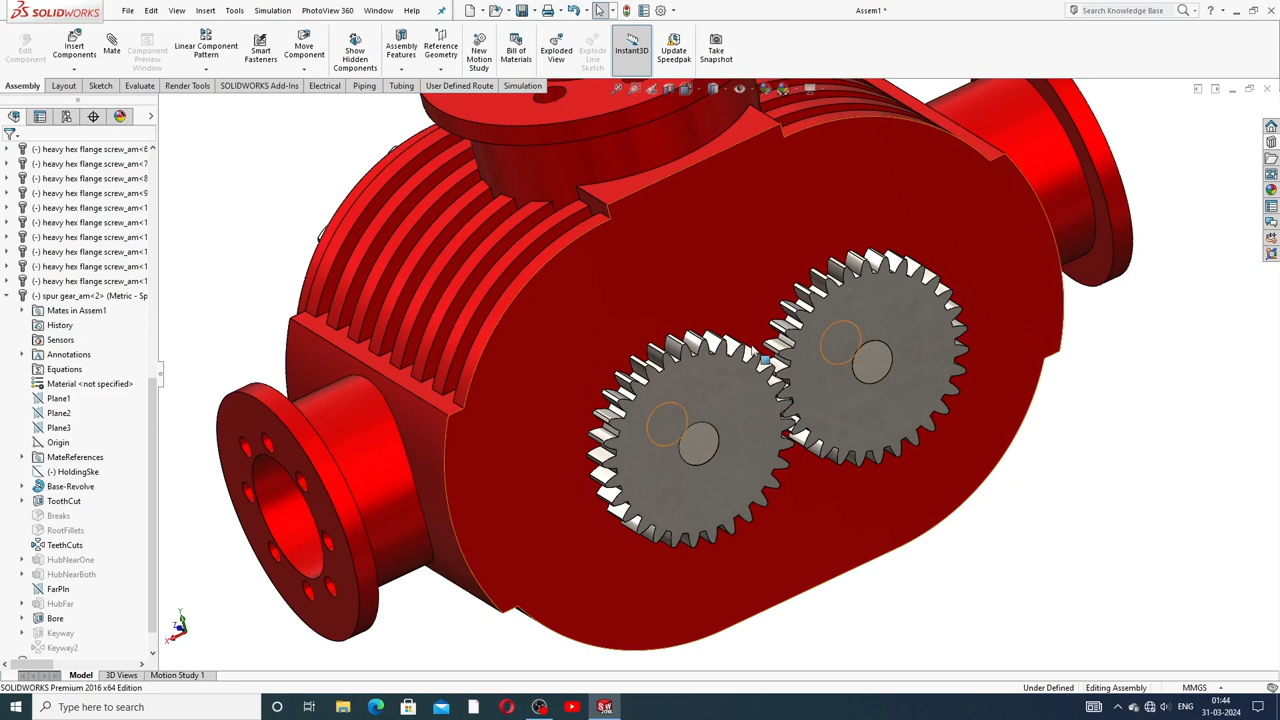 SOLIDWORKS
File Edit View Insert Tools Simulation PhotoView 360 Window Help
Assem1 *
Search Knowledge Base
Edit Component
Insert Components
Mate
Component Preview Window
Linear Component Pattern
Smart Fasteners
Move Component
Show Hidden Components
Assembly Features
Reference Geometry
New Motion Study
Bill of Materials
Exploded View
Explode Line Sketch
Instant3D
Update Speedpak
Take Snapshot
Assembly Layout Sketch Evaluate Render Tools SOLIDWORKS Add-Ins Electrical Piping Tubing User Defined Route Simulation
(-) heavy hex flange screw_am<6
(-) heavy hex flange screw_am<7
(-) heavy hex flange screw_am<8
(-) heavy hex flange screw_am<9
(-) heavy hex flange screw_am<1
(-) heavy hex flange screw_am<1
(-) heavy hex flange screw_am<1
(-) heavy hex flange screw_am<1
(-) heavy hex flange screw_am<1
(-) heavy hex flange screw_am<1
(-) spur gear_am<2> (Metric - Sp
Mates in Assem1
History
Sensors
Annotations
Equations
Material <not specified>
Plane1
Plane2
Plane3
Origin
MateReferences
(-) HoldingSke
Base-Revolve
ToothCut
Breaks
RootFillets
TeethCuts
HubNearOne
HubNearBoth
FarPln
HubFar
Bore
Keyway
Keyway2
Y
Z
X
Model 3D Views Motion Study 1
SOLIDWORKS Premium 2016 x64 Edition
Under Defined Editing Assembly MMGS
Type here to search
ENG
01:44
31-03-2024